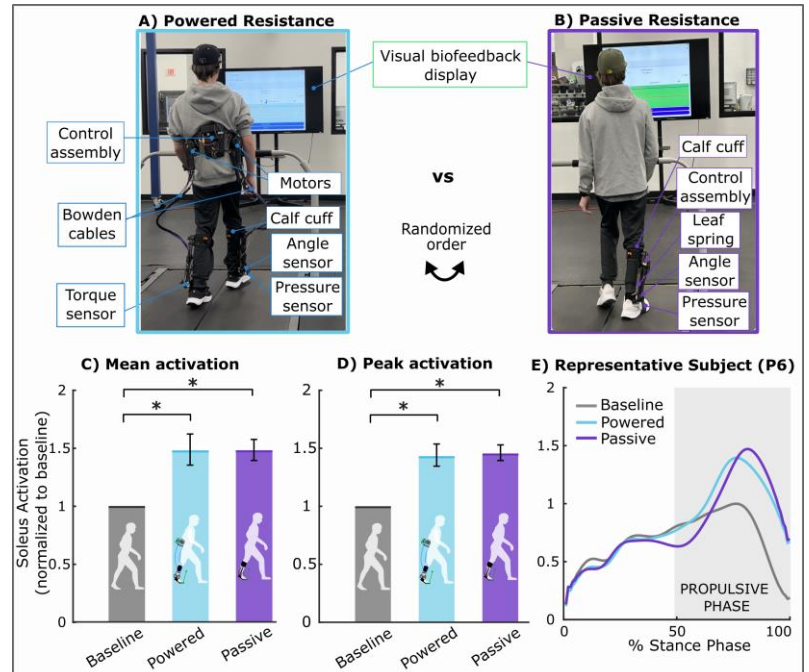 A) Powered Resistance
Visual biofeedback
display
Control
assembly
Motors
Bowden
cables
Calf cuff
Angle
sensor
Torque
sensor
Pressure
sensor
vs
Randomized
order
B) Passive Resistance
Calf cuff
Control
assembly
Leaf
spring
Angle
sensor
Pressure
sensor
C) Mean activation
Soleus Activation
(normalized to baseline)
2
1.5
1
0.5
0
*
*
Baseline
Powered
Passive
D) Peak activation
2
1.5
1
0.5
0
*
*
Baseline
Powered
Passive
E) Representative Subject (P6)
2
1.5
1
0.5
0
Baseline
Powered
Passive
PROPULSIVE
PHASE
0
50
100
% Stance Phase